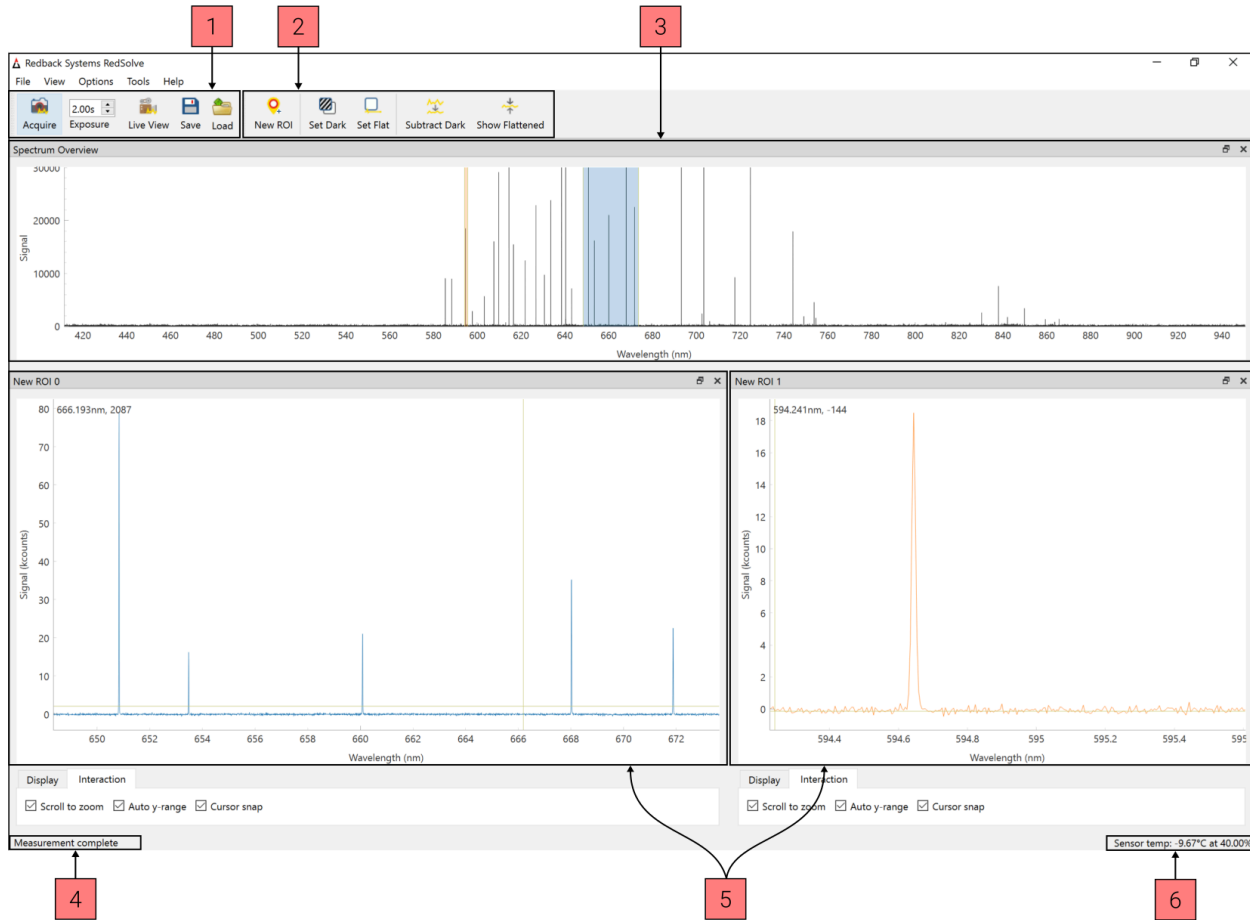 1
2
3
Redback Systems RedSolve
File View Options Tools Help
2.00s
Acquire Exposure Live View Save Load New ROI Set Dark Set Flat Subtract Dark Show Flattened
Spectrum Overview
30000
20000
10000
0
Signal
420 440 460 480 500 520 540 560 580 600 620 640 660 680 700 720 740 760 780 800 820 840 860 880 900 920 940
Wavelength (nm)
New ROI 0
666.193nm, 2087
80
70
60
50
40
30
20
10
0
Signal (kcounts)
650 652 654 656 658 660 662 664 666 668 670 672
Wavelength (nm)
New ROI 1
594.241nm, -144
18
16
14
12
10
8
6
4
2
0
Signal (kcounts)
594.4 594.6 594.8 595 595.2 595.4 595
Wavelength (nm)
Display Interaction
Scroll to zoom Auto y-range Cursor snap
Display Interaction
Scroll to zoom Auto y-range Cursor snap
Measurement complete
Sensor temp: -9.67°C at 40.00%
4
5
6